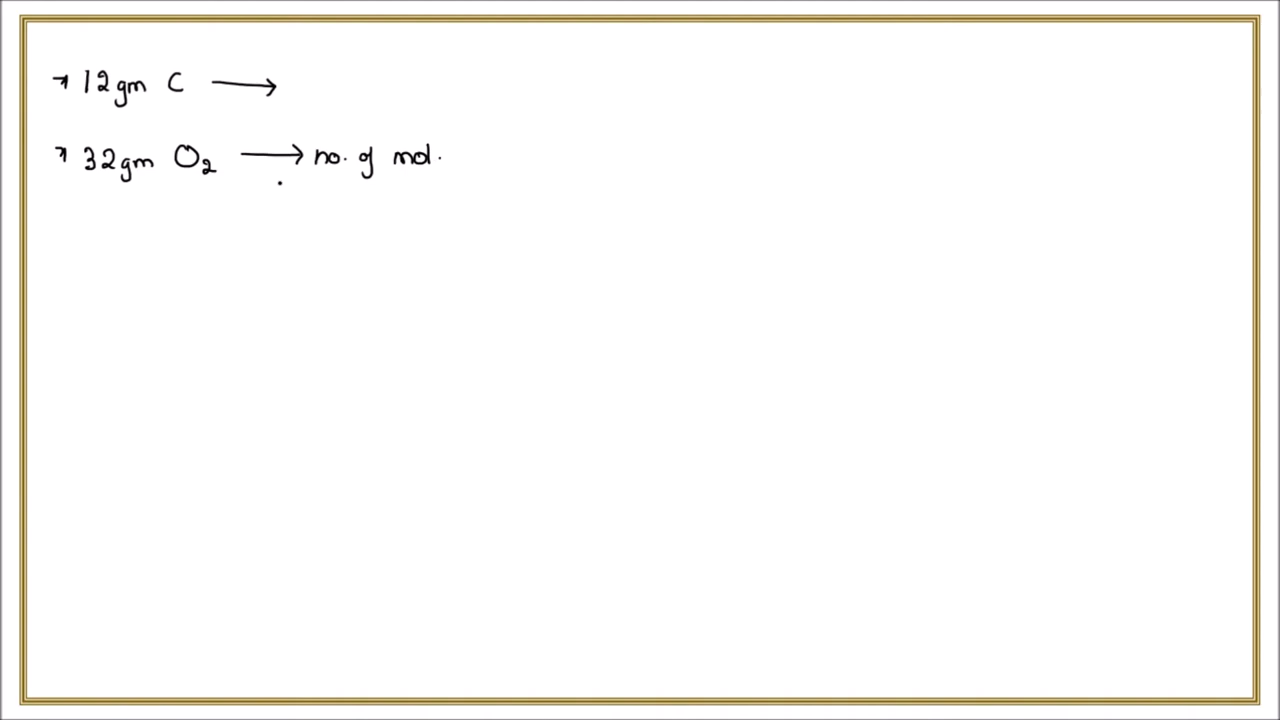 → 12gm C ⟶
→ 32gm O₂ ⟶ no. of mol.